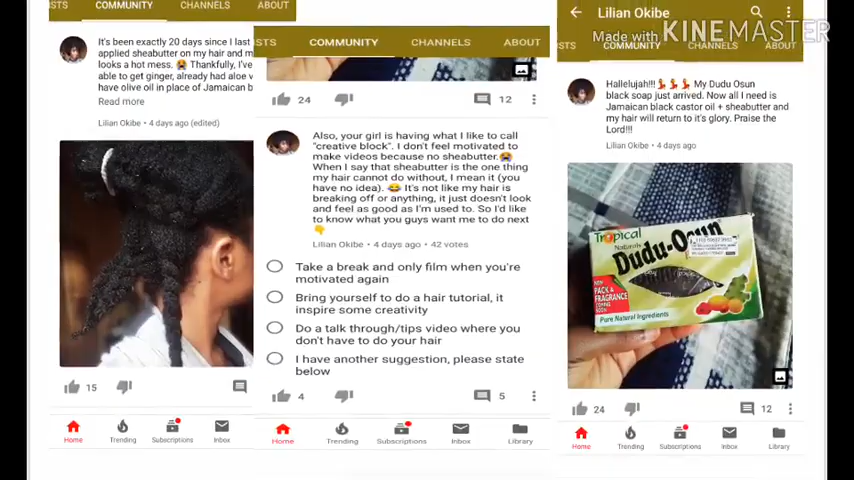 STS COMMUNITY CHANNELS ABOUT
It's been exactly 20 days since I last
applied sheabutter on my hair and m
looks a hot mess. 😭 Thankfully, I've
able to get ginger, already had aloe v
have olive oil in place of Jamaican b
Read more
Lilian Okibe • 4 days ago (edited)
15
Home Trending Subscriptions Inbox
ISTS COMMUNITY CHANNELS ABOUT
24 12
Also, your girl is having what I like to call
"creative block". I don't feel motivated to
make videos because no sheabutter.😭
When I say that sheabutter is the one thing
my hair cannot do without, I mean it (you
have no idea). 😂 It's not like my hair is
breaking off or anything, it just doesn't look
and feel as good as I'm used to. So I'd like
to know what you guys want me to do next
👇
Lilian Okibe • 4 days ago • 42 votes
Take a break and only film when you're
motivated again
Bring yourself to do a hair tutorial, it
inspire some creativity
Do a talk through/tips video where you
don't have to do your hair
I have another suggestion, please state
below
4 5
Home Trending Subscriptions Inbox Library
Lilian Okibe
Made with KINEMASTER
STS COMMUNITY CHANNELS ABOUT
Hallelujah!!! 💃💃💃 My Dudu Osun
black soap just arrived. Now all I need is
Jamaican black castor oil + sheabutter and
my hair will return to it's glory. Praise the
Lord!!!
Lilian Okibe • 4 days ago
Tropical
Naturals
Dudu-Osun
NEW
PACK &
FRAGRANCE
COMING
SOON
Pure Natural Ingredients
24 12
Home Trending Subscriptions Inbox Library